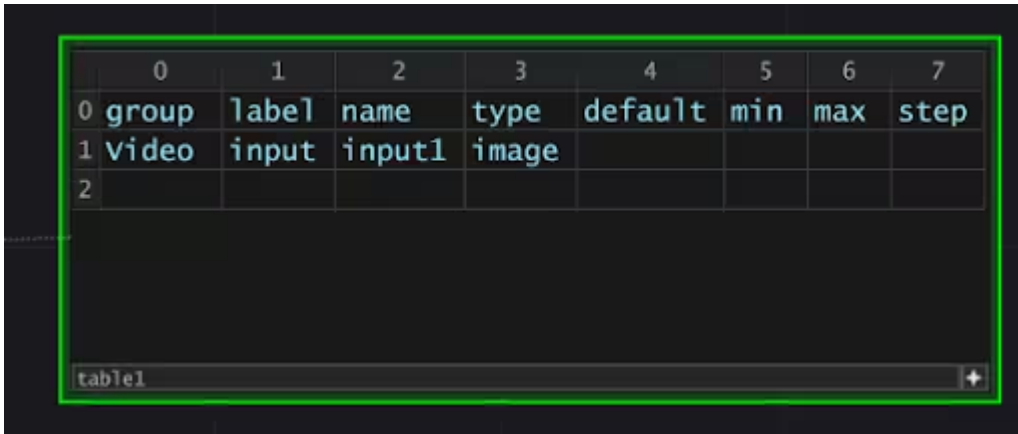 0 1 2 3 4 5 6 7
0 group label name type default min max step
1 Video input input1 image
2
table1